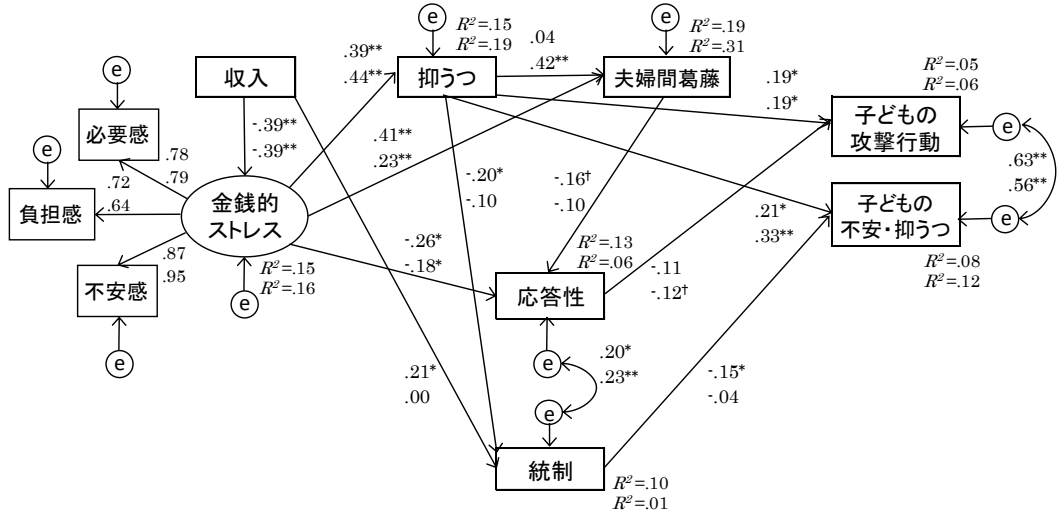 e
R²=.15
R²=.19
e
R²=.19
R²=.31
.39**
.44**
.04
.42**
収入
抑うつ
夫婦間葛藤
e
必要感
-.39**
-.39**
.41**
.23**
.19*
.19*
R²=.05
R²=.06
子どもの
攻撃行動
e
.63**
.56**
e
負担感
.78
.79
.72
.64
金銭的
ストレス
-.20*
-.10
-.16†
-.10
.21*
.33**
子どもの
不安・抑うつ
e
R²=.08
R²=.12
不安感
.87
.95
R²=.15
R²=.16
e
e
-.26*
-.18*
R²=.13
R²=.06
応答性
-.11
-.12†
e
.20*
.23**
e
.21*
.00
-.15*
-.04
統制
R²=.10
R²=.01